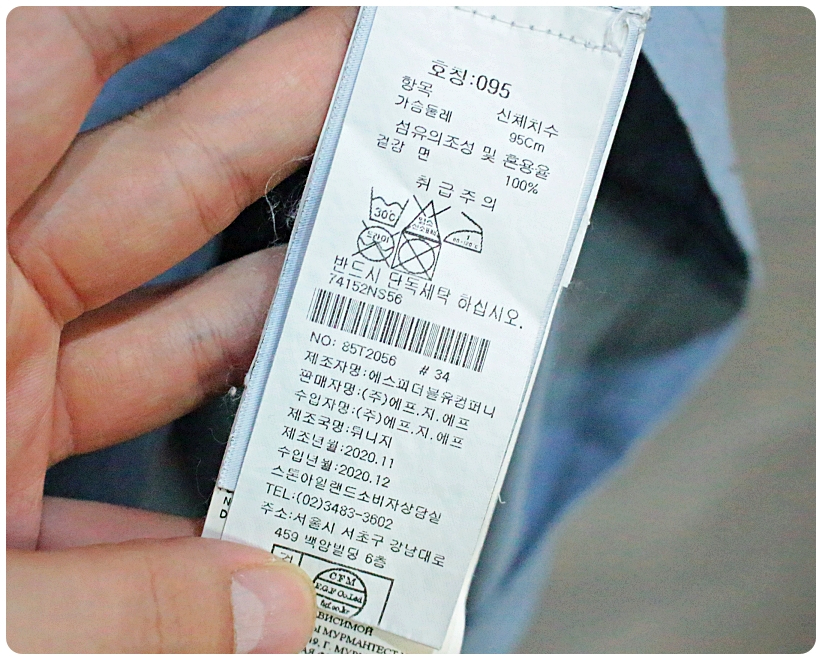 호칭:095
항목 신체치수
가슴둘레 95Cm
섬유의조성 및 혼용율
겉감 면 100%
취급주의
30℃
드라이
반드시 단독세탁 하십시오.
74152NS56
NO: 85T2056 # 34
제조자명:에스피더블유컴퍼니
판매자명:(주)에프.지.에프
수입자명:(주)에프.지.에프
제조국명:튀니지
제조년월:2020.11
수입년월:2020.12
스톤아일랜드소비자상담실
TEL:(02)3483-3602
주소:서울시 서초구 강남대로
459 백암빌딩 6층
CFM
F.G.F Co.Ltd